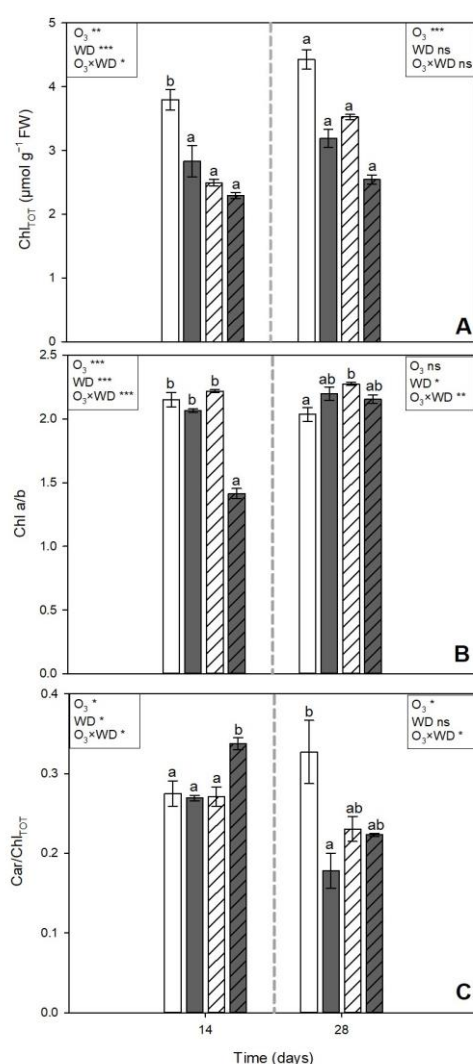 O₃ **
WD ***
O₃×WD *
O₃ ***
WD ns
O₃×WD ns
5
4
3
2
1
0
Chl_TOT (µmol g⁻¹ FW)
b
a
a
a
a
a
a
a
A
O₃ ***
WD ***
O₃×WD ***
O₃ ns
WD *
O₃×WD **
2.5
2.0
1.5
1.0
0.5
0.0
Chl a/b
b
b
b
a
a
ab
b
ab
B
O₃ *
WD *
O₃×WD *
O₃ *
WD ns
O₃×WD *
0.4
0.3
0.2
0.1
0.0
Car/Chl_TOT
a
a
a
b
b
a
ab
ab
C
14
28
Time (days)